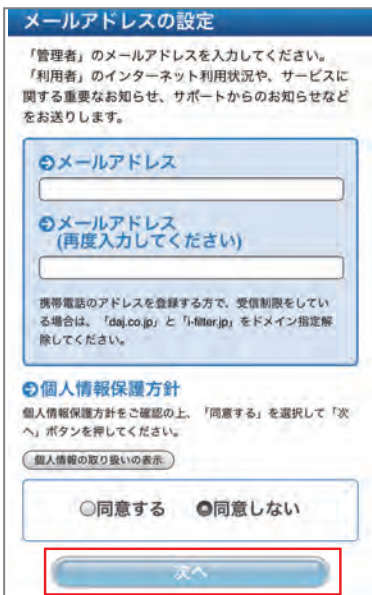 メールアドレスの設定
「管理者」のメールアドレスを入力してください。
「利用者」のインターネット利用状況や、サービスに
関する重要なお知らせ、サポートからのお知らせなど
をお送りします。
メールアドレス
メールアドレス
(再度入力してください)
携帯電話のアドレスを登録する方で、受信制限をしてい
る場合は、「daj.co.jp」と「i-filter.jp」をドメイン指定解
除してください。
個人情報保護方針
個人情報保護方針をご確認の上、「同意する」を選択して「次
へ」ボタンを押してください。
個人情報の取り扱いの表示
同意する 同意しない
次へ